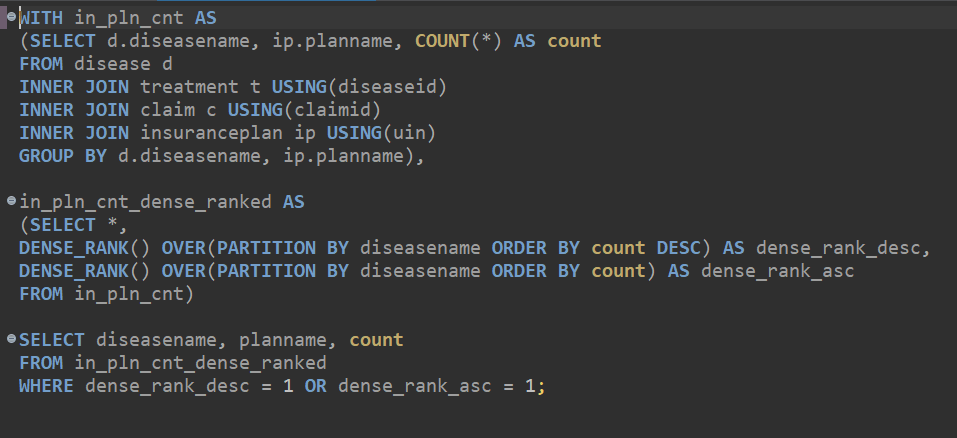 WITH in_pln_cnt AS
(SELECT d.diseasename, ip.planname, COUNT(*) AS count
FROM disease d
INNER JOIN treatment t USING(diseaseid)
INNER JOIN claim c USING(claimid)
INNER JOIN insuranceplan ip USING(uin)
GROUP BY d.diseasename, ip.planname),
in_pln_cnt_dense_ranked AS
(SELECT *,
DENSE_RANK() OVER(PARTITION BY diseasename ORDER BY count DESC) AS dense_rank_desc,
DENSE_RANK() OVER(PARTITION BY diseasename ORDER BY count) AS dense_rank_asc
FROM in_pln_cnt)
SELECT diseasename, planname, count
FROM in_pln_cnt_dense_ranked
WHERE dense_rank_desc = 1 OR dense_rank_asc = 1;